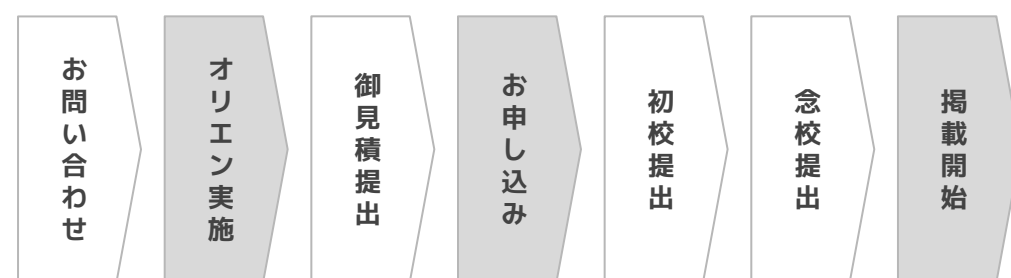 お問い合わせ
オリエン実施
御見積提出
お申し込み
初校提出
念校提出
掲載開始